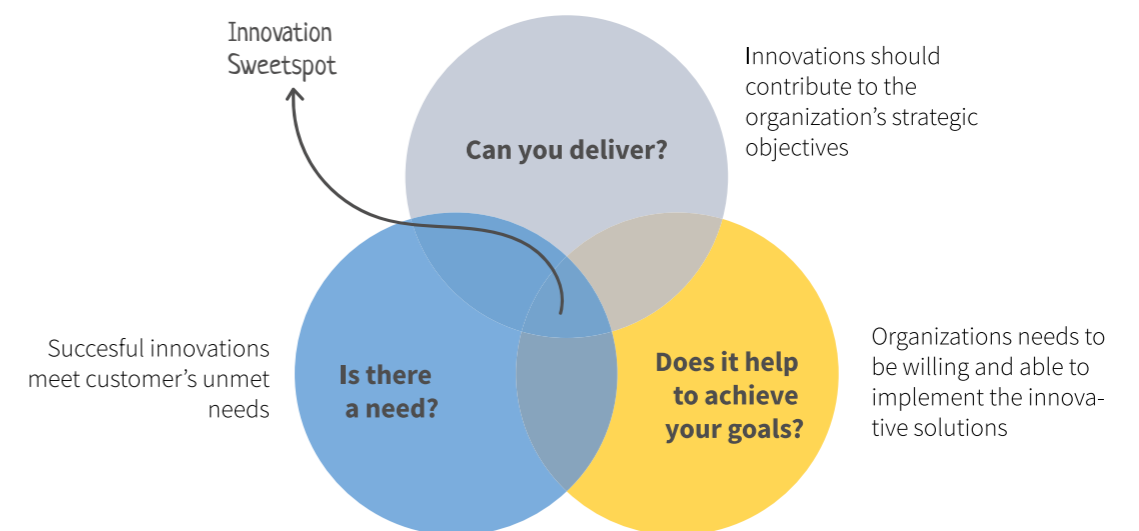 Innovation
Sweetspot
Innovations should
contribute to the
organization’s strategic
objectives
Can you deliver?
Succesful innovations
meet customer’s unmet
needs
Is there
a need?
Does it help
to achieve
your goals?
Organizations needs to
be willing and able to
implement the innova-
tive solutions